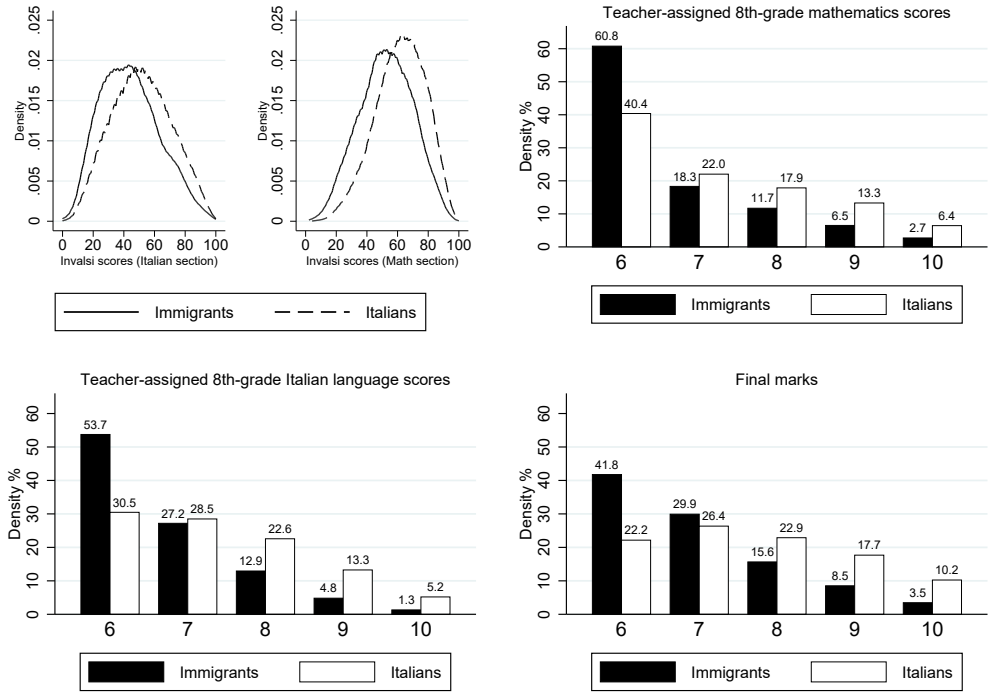 Density
0 .005 .01 .015 .02 .025
0 20 40 60 80 100
Invalsi scores (Italian section)
Density
0 .005 .01 .015 .02 .025
0 20 40 60 80 100
Invalsi scores (Math section)
Immigrants Italians
Teacher-assigned 8th-grade mathematics scores
Density %
0 10 20 30 40 50 60
60.8 40.4 18.3 22.0 11.7 17.9 6.5 13.3 2.7 6.4
6 7 8 9 10
Immigrants Italians
Teacher-assigned 8th-grade Italian language scores
Density %
0 10 20 30 40 50 60
53.7 30.5 27.2 28.5 12.9 22.6 4.8 13.3 1.3 5.2
6 7 8 9 10
Immigrants Italians
Final marks
Density %
0 10 20 30 40 50 60
41.8 22.2 29.9 26.4 15.6 22.9 8.5 17.7 3.5 10.2
6 7 8 9 10
Immigrants Italians